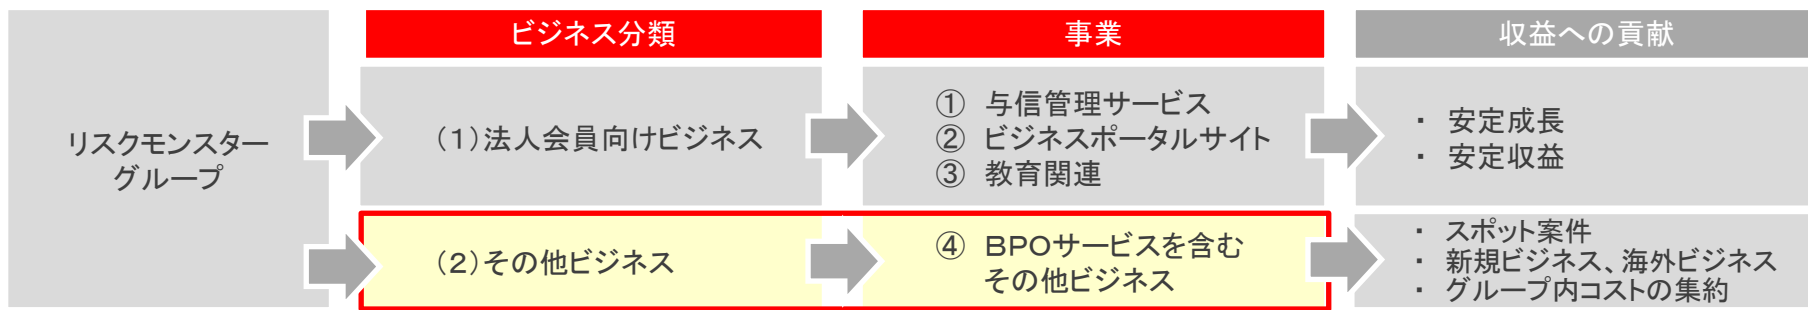 ビジネス分類
事業
収益への貢献
リスクモンスター
グループ
（１）法人会員向けビジネス
① 与信管理サービス
② ビジネスポータルサイト
③ 教育関連
・ 安定成長
・ 安定収益
（２）その他ビジネス
④ ＢＰＯサービスを含む
その他ビジネス
・ スポット案件
・ 新規ビジネス、海外ビジネス
・ グループ内コストの集約